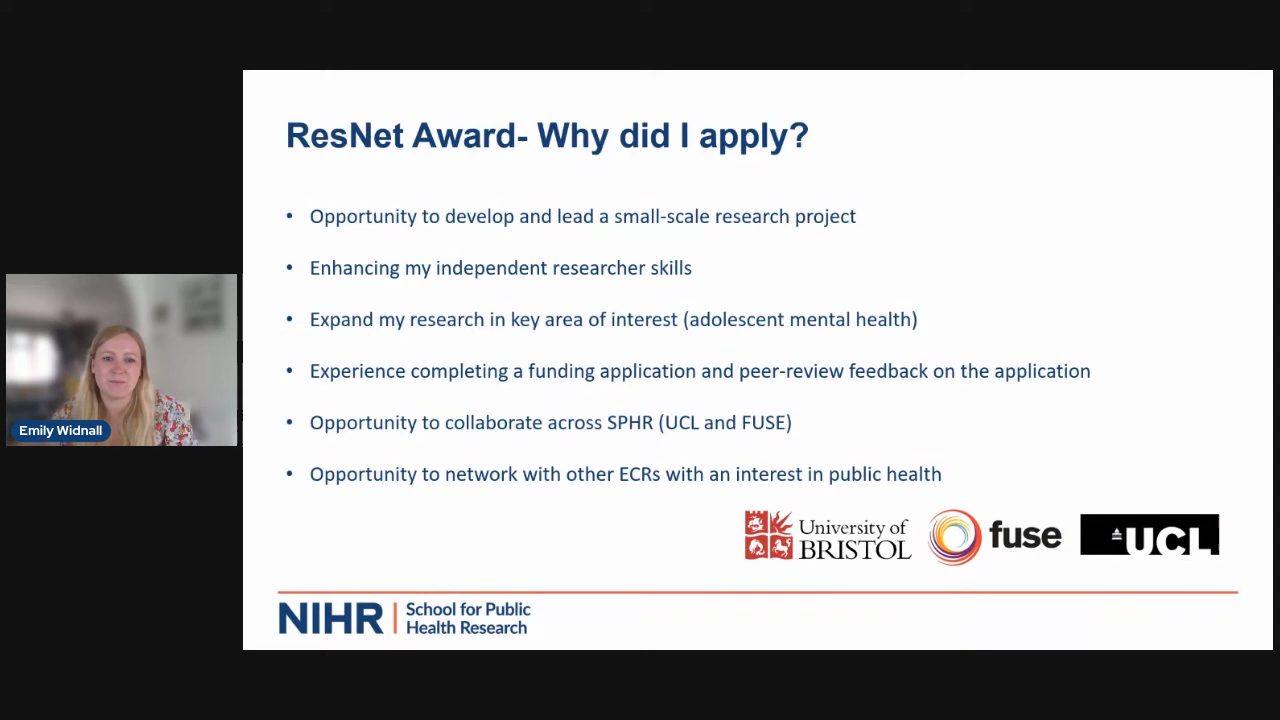 ResNet Award- Why did I apply?
• Opportunity to develop and lead a small-scale research project
• Enhancing my independent researcher skills
• Expand my research in key area of interest (adolescent mental health)
• Experience completing a funding application and peer-review feedback on the application
• Opportunity to collaborate across SPHR (UCL and FUSE)
• Opportunity to network with other ECRs with an interest in public health
Emily Widnall
University of
BRISTOL
fuse
UCL
NIHR
School for Public
Health Research